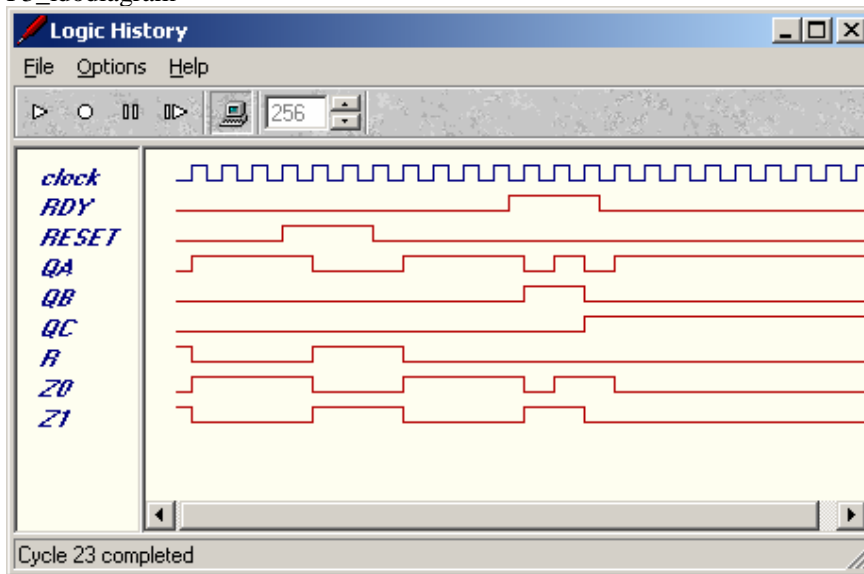 Logic History
File Options Help
256
clock
RDY
RESET
QA
QB
QC
R
Z0
Z1
Cycle 23 completed